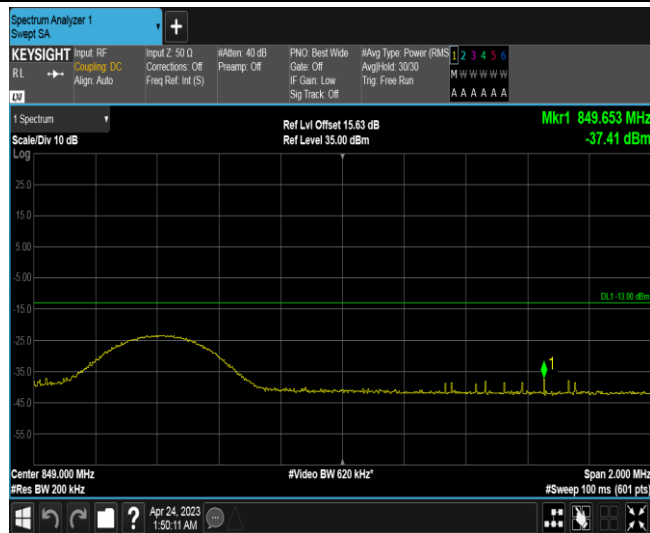 Spectrum Analyzer 1
Swept SA
KEYSIGHT
RL
Input: RF
Coupling: DC
Align: Auto
Input Z: 50 Ω
Corrections: Off
Freq Ref: Int (S)
#Atten: 40 dB
Preamp: Off
PNO: Best Wide
Gate: Off
IF Gain: Low
Sig Track: Off
#Avg Type: Power (RMS
Avg|Hold: 30/30
Trig: Free Run
1 2 3 4 5 6
M W W W W W
A A A A A A
1 Spectrum
Scale/Div 10 dB
Ref Lvl Offset 15.63 dB
Ref Level 35.00 dBm
Mkr1 849.653 MHz
-37.41 dBm
Log
25.0
15.0
5.00
-5.00
-15.0
-25.0
-35.0
-45.0
-55.0
DL1 -13.00 dBm
1
Center 849.000 MHz
#Res BW 200 kHz
#Video BW 620 kHz*
Span 2.000 MHz
#Sweep 100 ms (601 pts)
?
Apr 24, 2023
1:50:11 AM